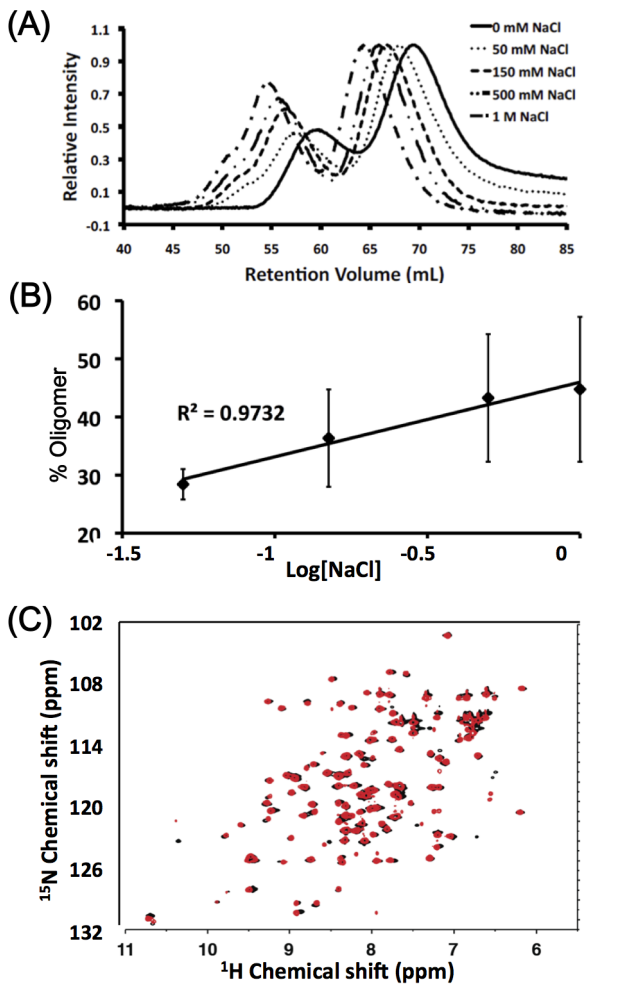 (A)
Relative Intensity
1.1
0.9
0.7
0.5
0.3
0.1
-0.1
40 45 50 55 60 65 70 75 80 85
Retention Volume (mL)
0 mM NaCl
50 mM NaCl
150 mM NaCl
500 mM NaCl
1 M NaCl
(B)
% Oligomer
60
50
40
30
20
R² = 0.9732
-1.5 -1 -0.5 0
Log[NaCl]
(C)
15N Chemical shift (ppm)
102
108
114
120
126
132
11 10 9 8 7 6
1H Chemical shift (ppm)